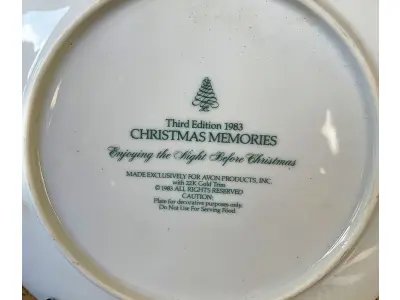 Third Edition 1983
CHRISTMAS MEMORIES
Enjoying the Night Before Christmas
MADE EXCLUSIVELY FOR AVON PRODUCTS, INC.
with 22K Gold Trim
© 1983 ALL RIGHTS RESERVED
CAUTION:
Plate for decorative purposes only.
Do Not Use For Serving Food.